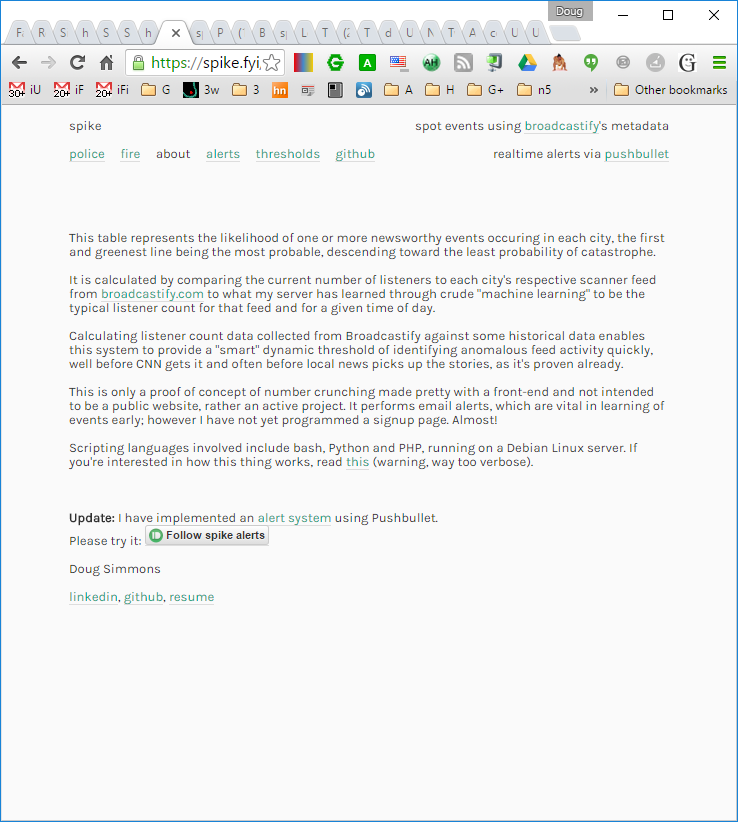 Doug
F R S h S S h s P ( B s L T ( T d U N T A c U U
https://spike.fyi
A AH G
30+ iU 20+ iF 20+ iFi G 3w 3 hn A H G+ n5 » Other bookmarks
spike spot events using broadcastify's metadata
police fire about alerts thresholds github realtime alerts via pushbullet
This table represents the likelihood of one or more newsworthy events occuring in each city, the first
and greenest line being the most probable, descending toward the least probability of catastrophe.
It is calculated by comparing the current number of listeners to each city's respective scanner feed
from broadcastify.com to what my server has learned through crude "machine learning" to be the
typical listener count for that feed and for a given time of day.
Calculating listener count data collected from Broadcastify against some historical data enables
this system to provide a "smart" dynamic threshold of identifying anomalous feed activity quickly,
well before CNN gets it and often before local news picks up the stories, as it's proven already.
This is only a proof of concept of number crunching made pretty with a front-end and not intended
to be a public website, rather an active project. It performs email alerts, which are vital in learning of
events early; however I have not yet programmed a signup page. Almost!
Scripting languages involved include bash, Python and PHP, running on a Debian Linux server. If
you're interested in how this thing works, read this (warning, way too verbose).
Update: I have implemented an alert system using Pushbullet.
Please try it: Follow spike alerts
Doug Simmons
linkedin, github, resume